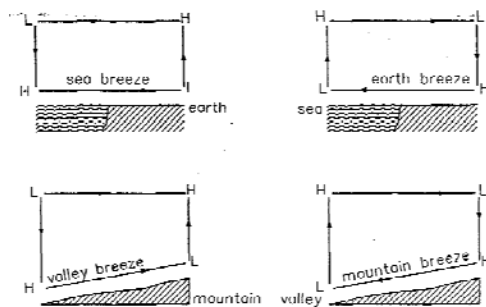 L H
sea breeze
H L
earth
H L
earth breeze
L H
sea
L H
valley breeze
L
H
mountain
H L
mountain breeze
H
L
valley